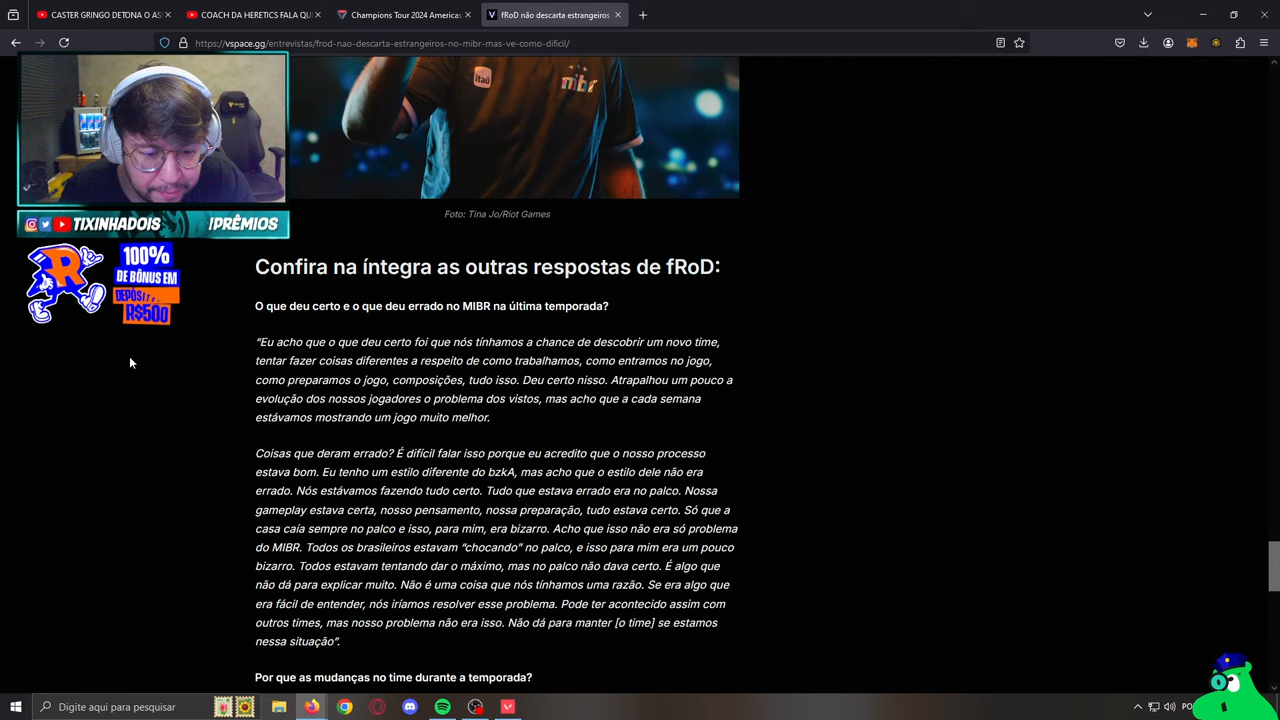 CASTER GRINGO DETONA O AS
COACH DA HERETICS FALA QU
Champions Tour 2024 Americas
fRoD não descarta estrangeiros
https://vspace.gg/entrevistas/frod-nao-descarta-estrangeiros-no-mibr-mas-ve-como-dificil/
itaú
mibr
Foto: Tina Jo/Riot Games
TIXINHADOIS
!PRÊMIOS
R
100%
DE BÔNUS EM
R$500
Confira na íntegra as outras respostas de fRoD:
O que deu certo e o que deu errado no MIBR na última temporada?
“Eu acho que o que deu certo foi que nós tínhamos a chance de descobrir um novo time,
tentar fazer coisas diferentes a respeito de como trabalhamos, como entramos no jogo,
como preparamos o jogo, composições, tudo isso. Deu certo nisso. Atrapalhou um pouco a
evolução dos nossos jogadores o problema dos vistos, mas acho que a cada semana
estávamos mostrando um jogo muito melhor.
Coisas que deram errado? É difícil falar isso porque eu acredito que o nosso processo
estava bom. Eu tenho um estilo diferente do bzkA, mas acho que o estilo dele não era
errado. Nós estávamos fazendo tudo certo. Tudo que estava errado era no palco. Nossa
gameplay estava certa, nosso pensamento, nossa preparação, tudo estava certo. Só que a
casa caía sempre no palco e isso, para mim, era bizarro. Acho que isso não era só problema
do MIBR. Todos os brasileiros estavam “chocando” no palco, e isso para mim era um pouco
bizarro. Todos estavam tentando dar o máximo, mas no palco não dava certo. É algo que
não dá para explicar muito. Não é uma coisa que nós tínhamos uma razão. Se era algo que
era fácil de entender, nós iríamos resolver esse problema. Pode ter acontecido assim com
outros times, mas nosso problema não era isso. Não dá para manter [o time] se estamos
nessa situação”.
Por que as mudanças no time durante a temporada?
Digite aqui para pesquisar